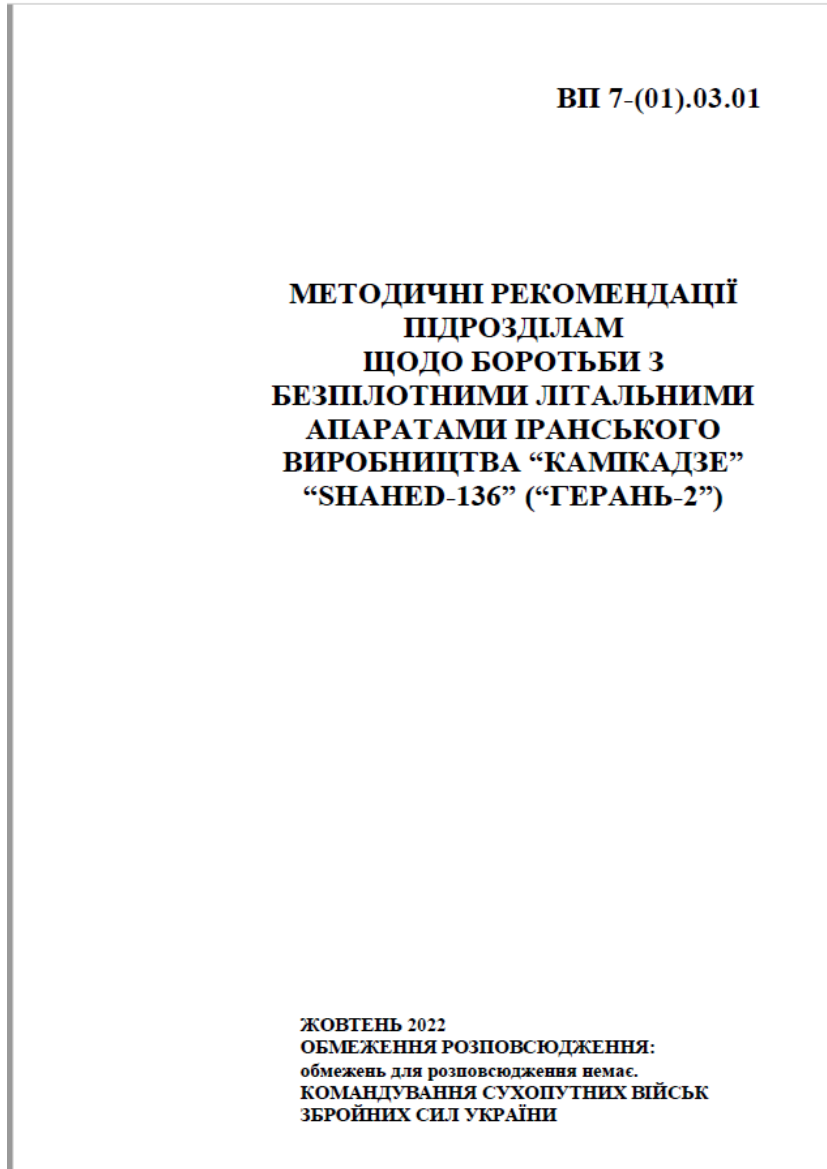 ВП 7-(01).03.01
МЕТОДИЧНІ РЕКОМЕНДАЦІЇ
ПІДРОЗДІЛАМ
ЩОДО БОРОТЬБИ З
БЕЗПІЛОТНИМИ ЛІТАЛЬНИМИ
АПАРАТАМИ ІРАНСЬКОГО
ВИРОБНИЦТВА “КАМІКАДЗЕ”
“SHAHED-136” (“ГЕРАНЬ-2”)
ЖОВТЕНЬ 2022
ОБМЕЖЕННЯ РОЗПОВСЮДЖЕННЯ:
обмежень для розповсюдження немає.
КОМАНДУВАННЯ СУХОПУТНИХ ВІЙСЬК
ЗБРОЙНИХ СИЛ УКРАЇНИ